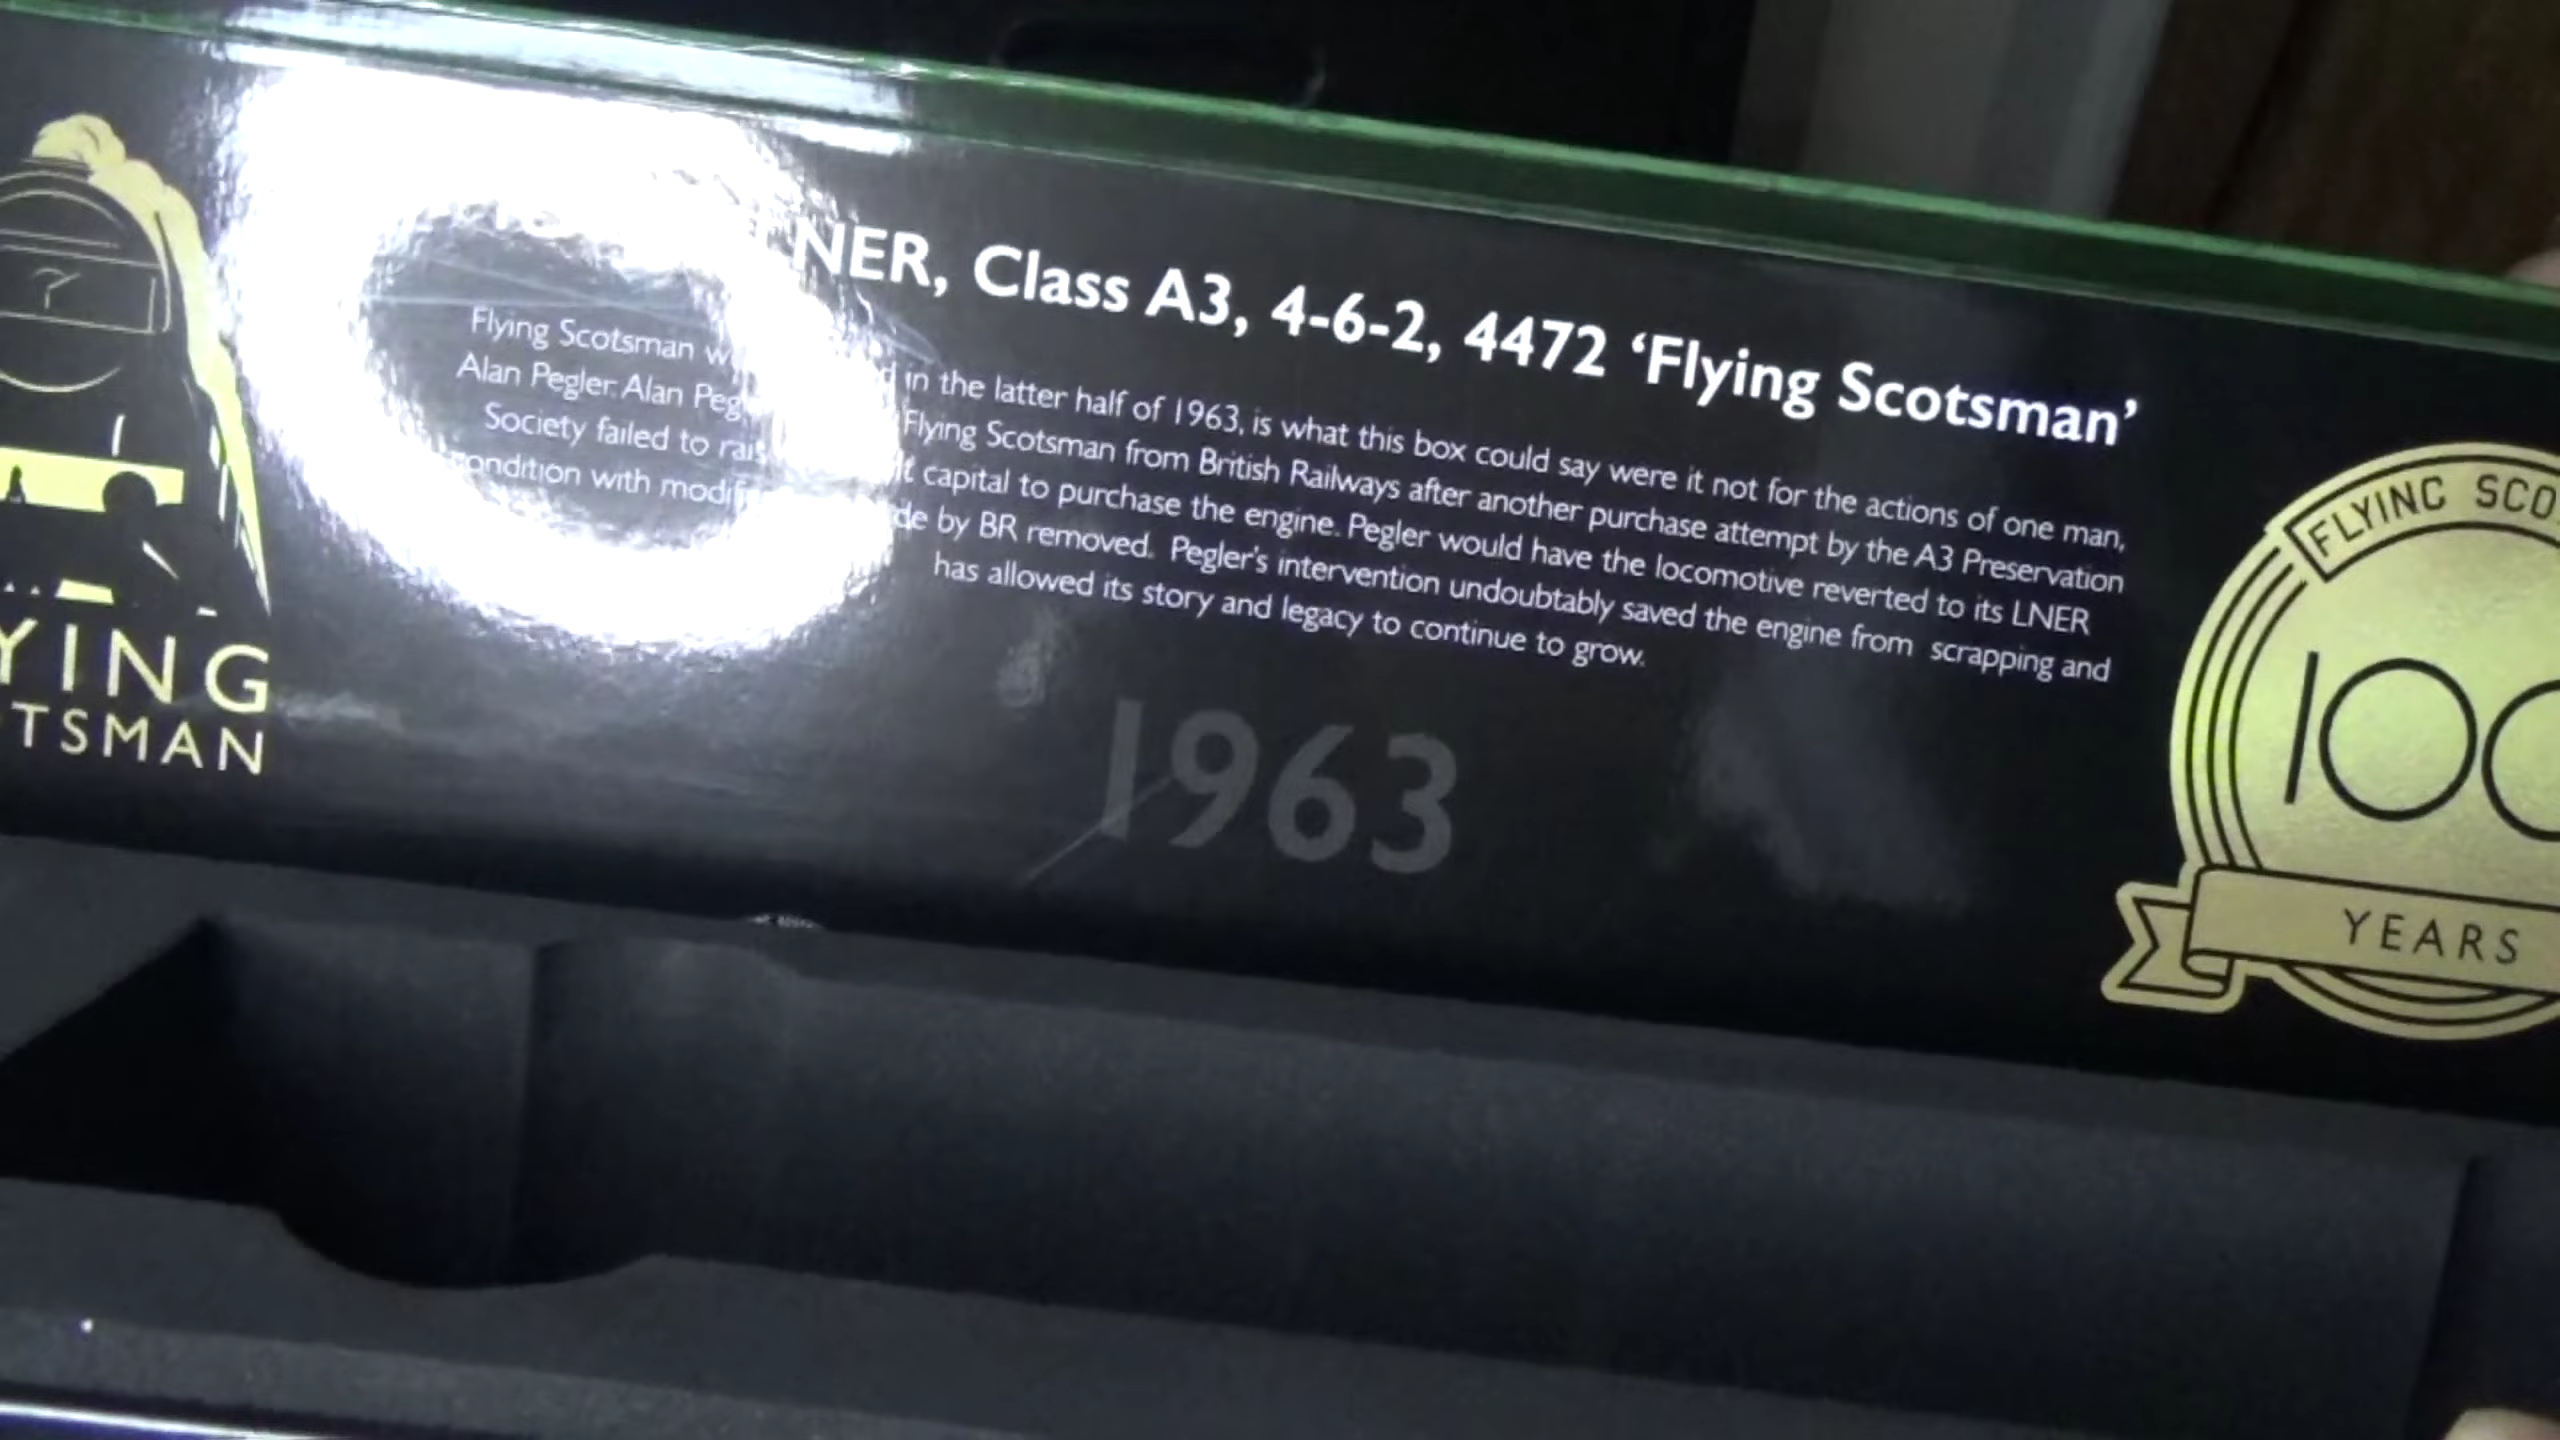 NER, Class A3, 4-6-2, 4472 ‘Flying Scotsman’
Flying Scotsman in the latter half of 1963, is what this box could say were it not for the actions of one man,
Alan Pegler. Alan Flying Scotsman from British Railways after another purchase attempt by the A3 Preservation
Society failed to capital to purchase the engine. Pegler would have the locomotive reverted to its LNER
with by BR removed. Pegler's intervention undoubtably saved the engine from scrapping and
has allowed its story and legacy to continue to grow.
1963
YING
TSMAN
FLYING SCO
100
YEARS